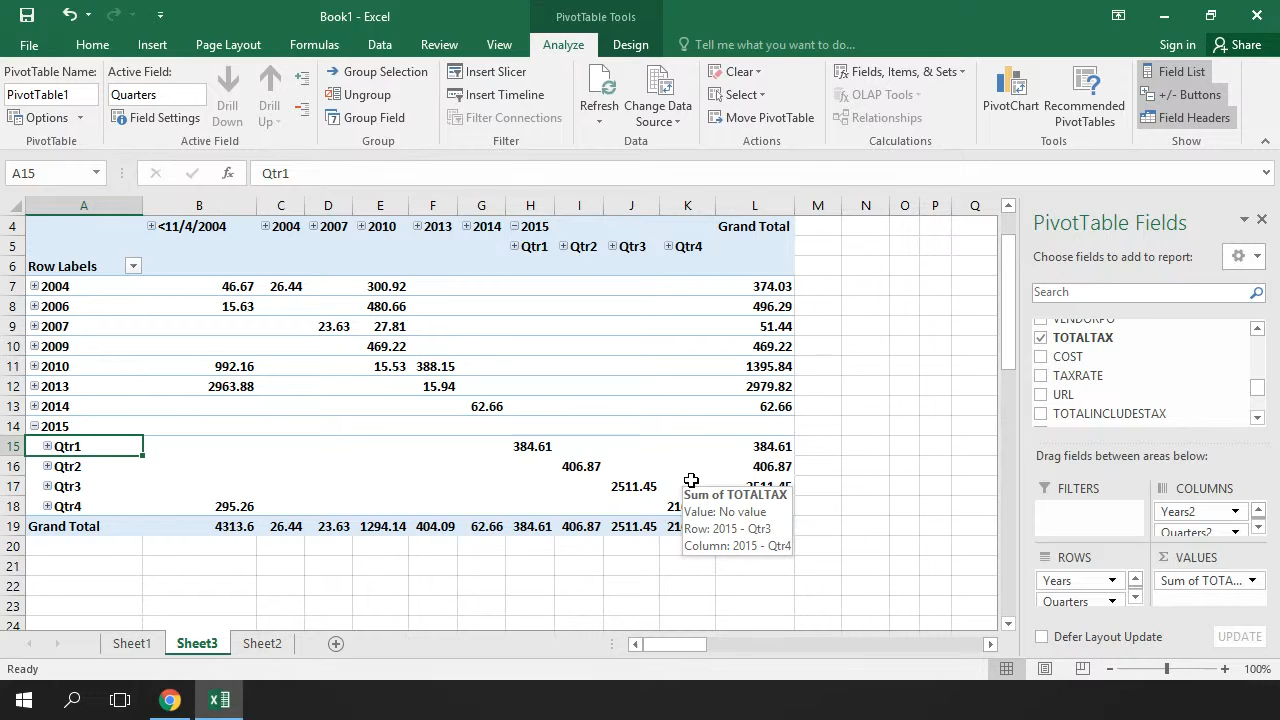 Book1 - Excel
PivotTable Tools
File Home Insert Page Layout Formulas Data Review View Analyze Design Tell me what you want to do... Sign in Share
PivotTable Name: Active Field: Group Selection Insert Slicer Clear Fields, Items, & Sets Field List
PivotTable1 Quarters Drill Down Drill Up Ungroup Insert Timeline Refresh Change Data Source Select OLAP Tools PivotChart Recommended PivotTables +/- Buttons
Options Field Settings Group Field Filter Connections Move PivotTable Relationships Field Headers
PivotTable Active Field Group Filter Data Actions Calculations Tools Show
A15 fx Qtr1
A B C D E F G H I J K L M N O P Q
4 <11/4/2004 2004 2007 2010 2013 2014 2015 Grand Total
5 Qtr1 Qtr2 Qtr3 Qtr4
6 Row Labels
7 2004 46.67 26.44 300.92 374.03
8 2006 15.63 480.66 496.29
9 2007 23.63 27.81 51.44
10 2009 469.22 469.22
11 2010 992.16 15.53 388.15 1395.84
12 2013 2963.88 15.94 2979.82
13 2014 62.66 62.66
14 2015
15 Qtr1 384.61 384.61
16 Qtr2 406.87 406.87
17 Qtr3 2511.45
18 Qtr4 295.26
19 Grand Total 4313.6 26.44 23.63 1294.14 404.09 62.66 384.61 406.87 2511.45
20
21
22
23
24
Sum of TOTALTAX
Value: No value
Row: 2015 - Qtr3
Column: 2015 - Qtr4
PivotTable Fields
Choose fields to add to report:
Search
VENDORPO
TOTALTAX
COST
TAXRATE
URL
TOTALINCLUDESTAX
Drag fields between areas below:
FILTERS COLUMNS
Years2
Quarters2
ROWS Σ VALUES
Years Sum of TOTA...
Quarters
Defer Layout Update UPDATE
Sheet1 Sheet3 Sheet2
Ready 100%